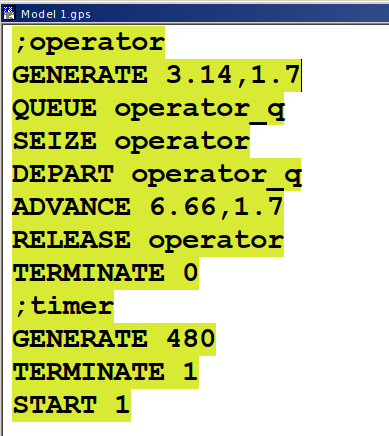 Model 1.gps
;operator
GENERATE 3.14,1.7
QUEUE operator_q
SEIZE operator
DEPART operator_q
ADVANCE 6.66,1.7
RELEASE operator
TERMINATE 0
;timer
GENERATE 480
TERMINATE 1
START 1